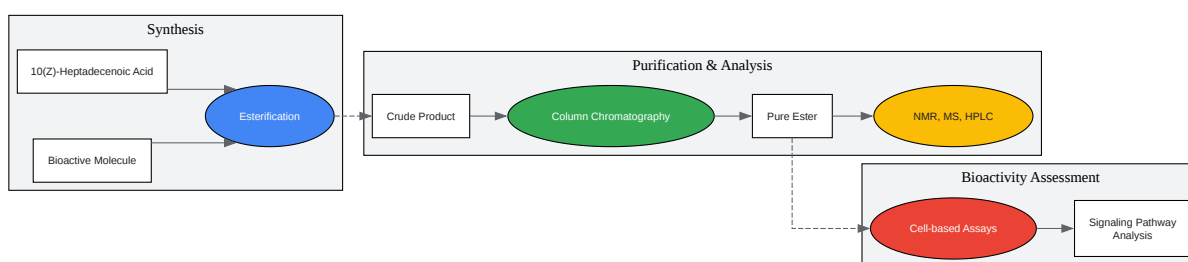 Synthesis
10(Z)-Heptadecenoic Acid
Bioactive Molecule
Esterification
Purification & Analysis
Crude Product
Column Chromatography
Pure Ester
NMR, MS, HPLC
Bioactivity Assessment
Cell-based Assays
Signaling Pathway
Analysis